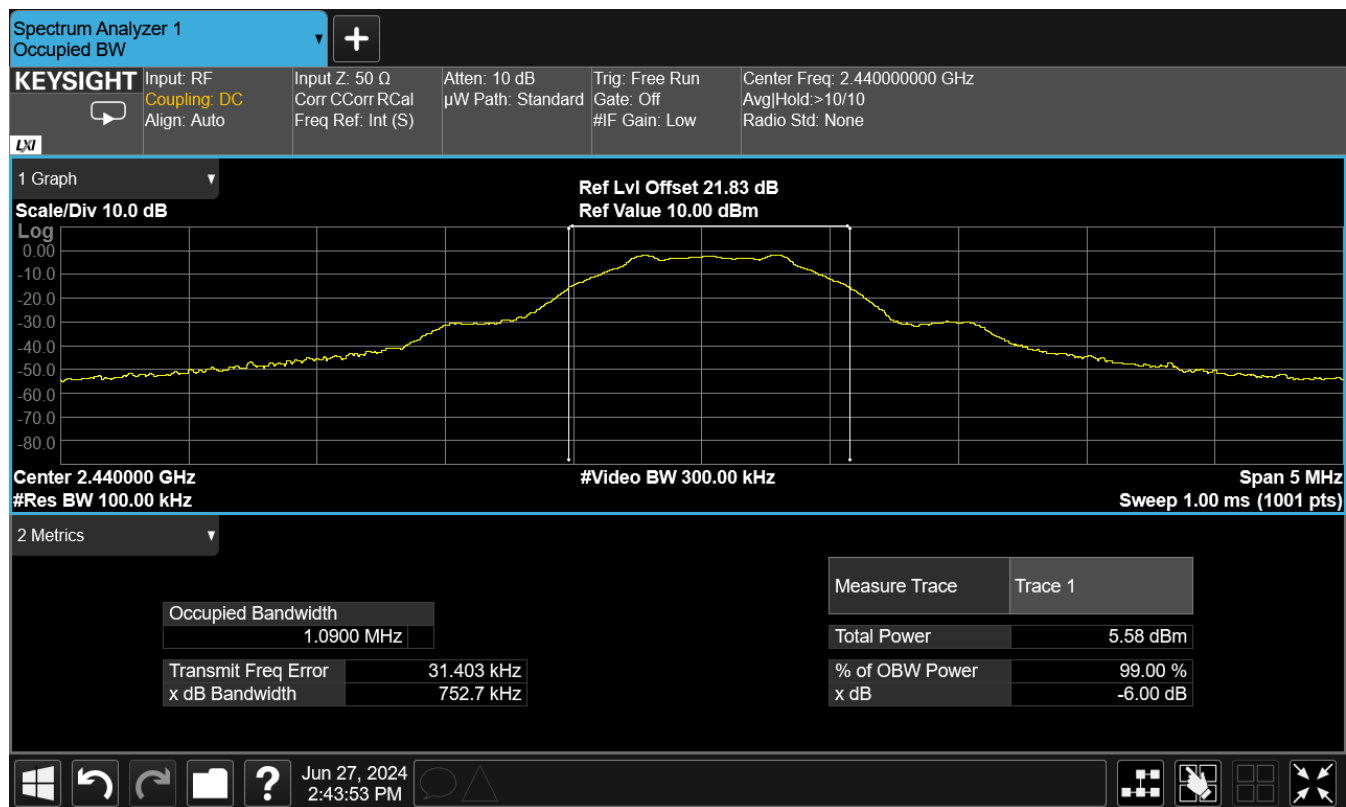 Spectrum Analyzer 1
Occupied BW
KEYSIGHT
LXI
Input: RF
Coupling: DC
Align: Auto
Input Z: 50 Ω
Corr CCorr RCal
Freq Ref: Int (S)
Atten: 10 dB
µW Path: Standard
Trig: Free Run
Gate: Off
#IF Gain: Low
Center Freq: 2.440000000 GHz
Avg|Hold:>10/10
Radio Std: None
1 Graph
Scale/Div 10.0 dB
Ref Lvl Offset 21.83 dB
Ref Value 10.00 dBm
Log
0.00
-10.0
-20.0
-30.0
-40.0
-50.0
-60.0
-70.0
-80.0
Center 2.440000 GHz
#Video BW 300.00 kHz
Span 5 MHz
#Res BW 100.00 kHz
Sweep 1.00 ms (1001 pts)
2 Metrics
Measure Trace Trace 1
Occupied Bandwidth
1.0900 MHz
Total Power 5.58 dBm
Transmit Freq Error 31.403 kHz
% of OBW Power 99.00 %
x dB Bandwidth 752.7 kHz
x dB -6.00 dB
?
Jun 27, 2024
2:43:53 PM